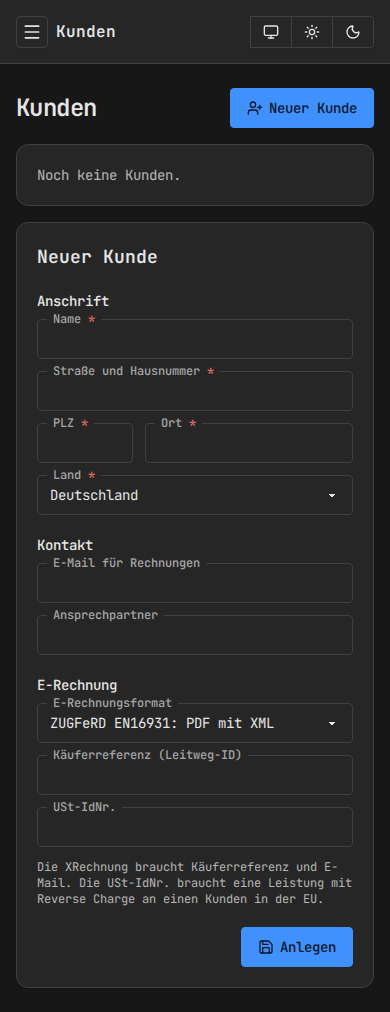 Kunden
Kunden
Neuer Kunde
Noch keine Kunden.
Neuer Kunde
Anschrift
Name *
Straße und Hausnummer *
PLZ *
Ort *
Land *
Deutschland
Kontakt
E-Mail für Rechnungen
Ansprechpartner
E-Rechnung
E-Rechnungsformat
ZUGFeRD EN16931: PDF mit XML
Käuferreferenz (Leitweg-ID)
USt-IdNr.
Die XRechnung braucht Käuferreferenz und E-
Mail. Die USt-IdNr. braucht eine Leistung mit
Reverse Charge an einen Kunden in der EU.
Anlegen